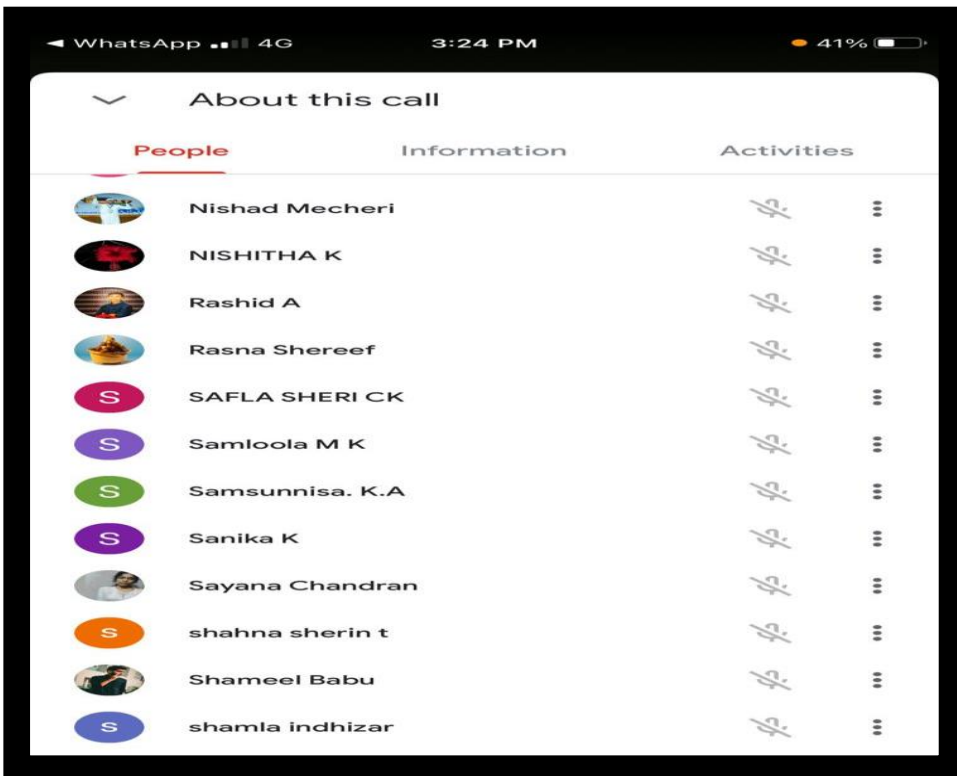 WhatsApp 4G 3:24 PM 41%
About this call
People Information Activities
Nishad Mecheri
NISHITHA K
Rashid A
Rasna Shereef
S SAFLA SHERI CK
S Samloola M K
S Samsunnisa. K.A
S Sanika K
Sayana Chandran
s shahna sherin t
Shameel Babu
s shamla indhizar